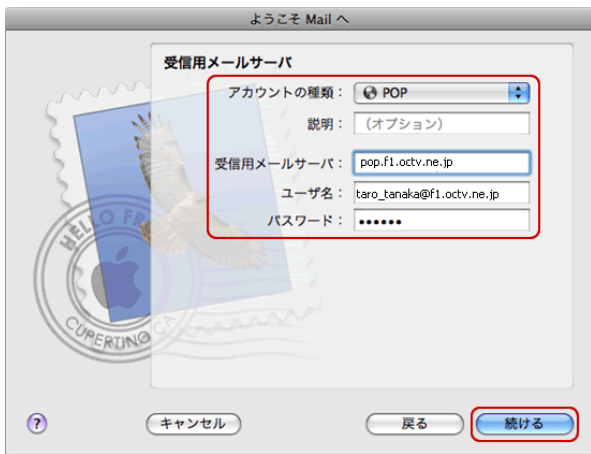 ようこそ Mail へ
受信用メールサーバ
アカウントの種類： POP
説明： （オプション）
受信用メールサーバ： pop.f1.octv.ne.jp
ユーザ名： taro_tanaka@f1.octv.ne.jp
パスワード： ••••••
HELLO FR
CUPERTINO C
? キャンセル 戻る 続ける